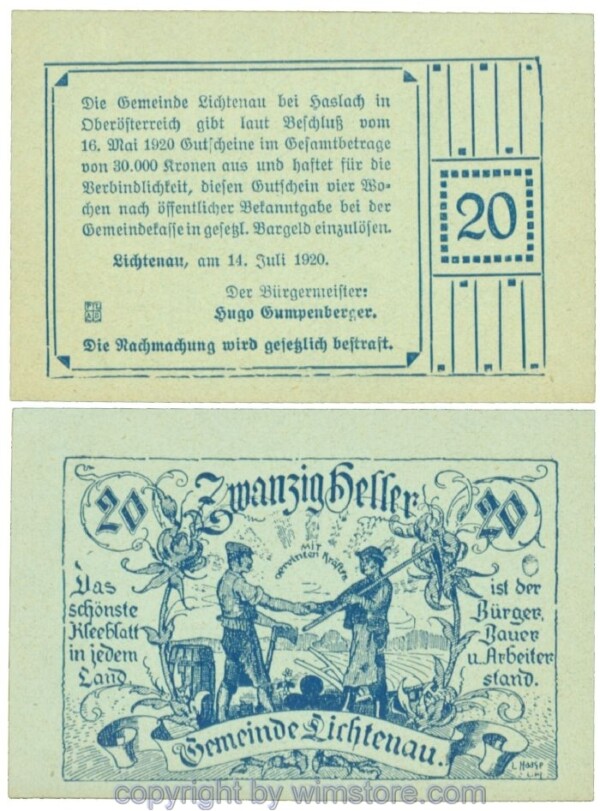 Die Gemeinde Lichtenau bei Haslach in
Oberösterreich gibt laut Beschluß vom
16. Mai 1920 Gutscheine im Gesamtbetrage
von 30.000 Kronen aus und haftet für die
Verbindlichkeit, diesen Gutschein vier Wo-
chen nach öffentlicher Bekanntgabe bei der
Gemeindekasse in gesetzl. Bargeld einzulösen.
Lichtenau, am 14. Juli 1920.
Der Bürgermeister:
Hugo Gumpenberger.
Die Nachmachung wird gesetzlich bestraft.
20
20
Zwanzig Heller
20
MIT
vereinten Kräften
Das
schönste
Kleeblatt
in jedem
Land
ist der
Bürger,
Bauer
u. Arbeiter
stand.
Gemeinde Lichtenau.
copyright by wimstore.com